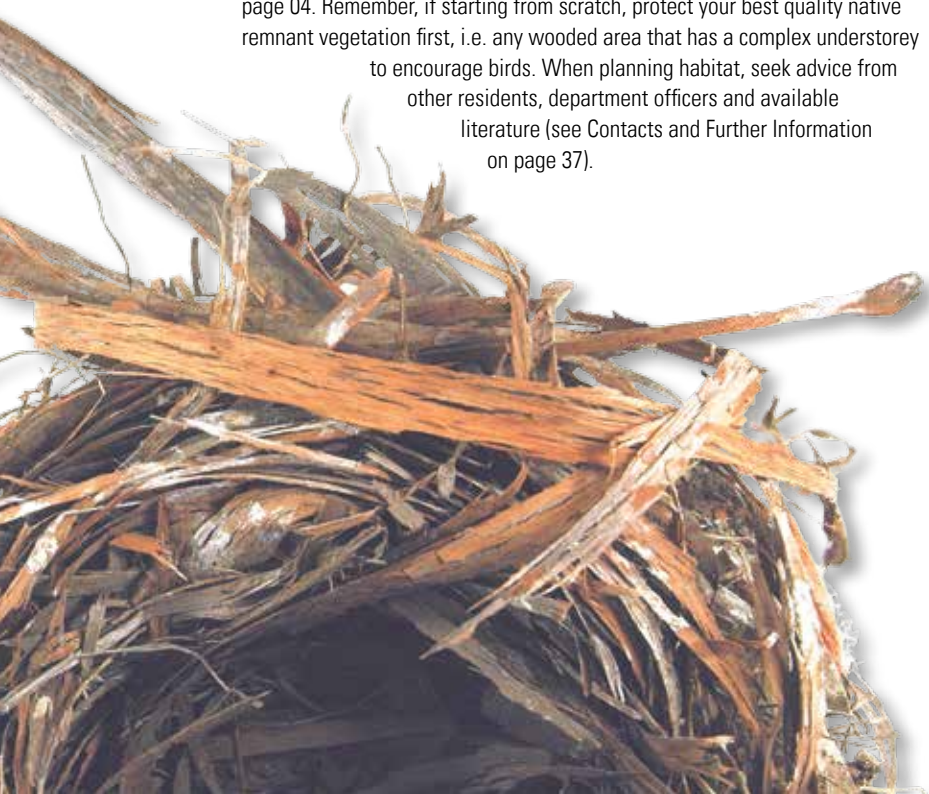 page 04. Remember, if starting from scratch, protect your best quality native
remnant vegetation first, i.e. any wooded area that has a complex understorey
to encourage birds. When planning habitat, seek advice from
other residents, department officers and available
literature (see Contacts and Further Information
on page 37).